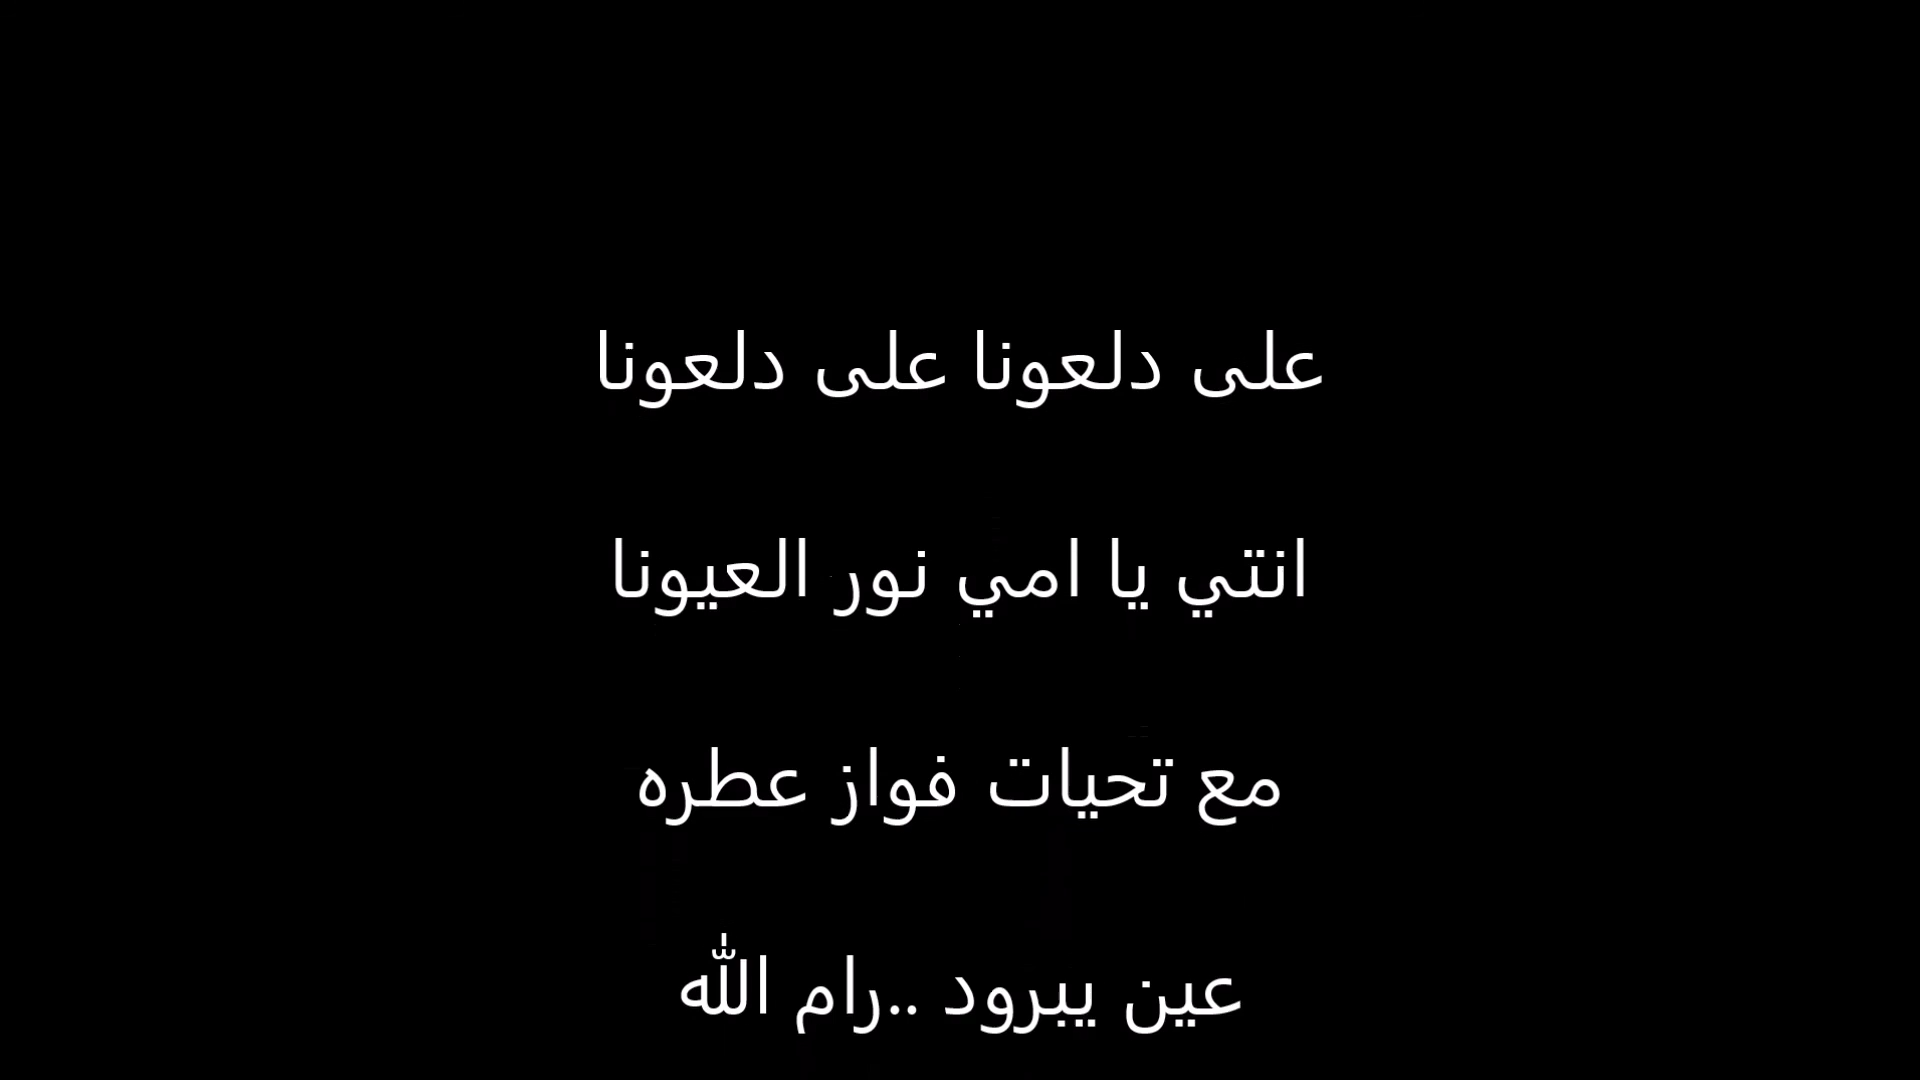 على دلعونا على دلعونا
انتي يا امي نور العيونا
مع تحيات فواز عطره
عين يبرود ..رام الله